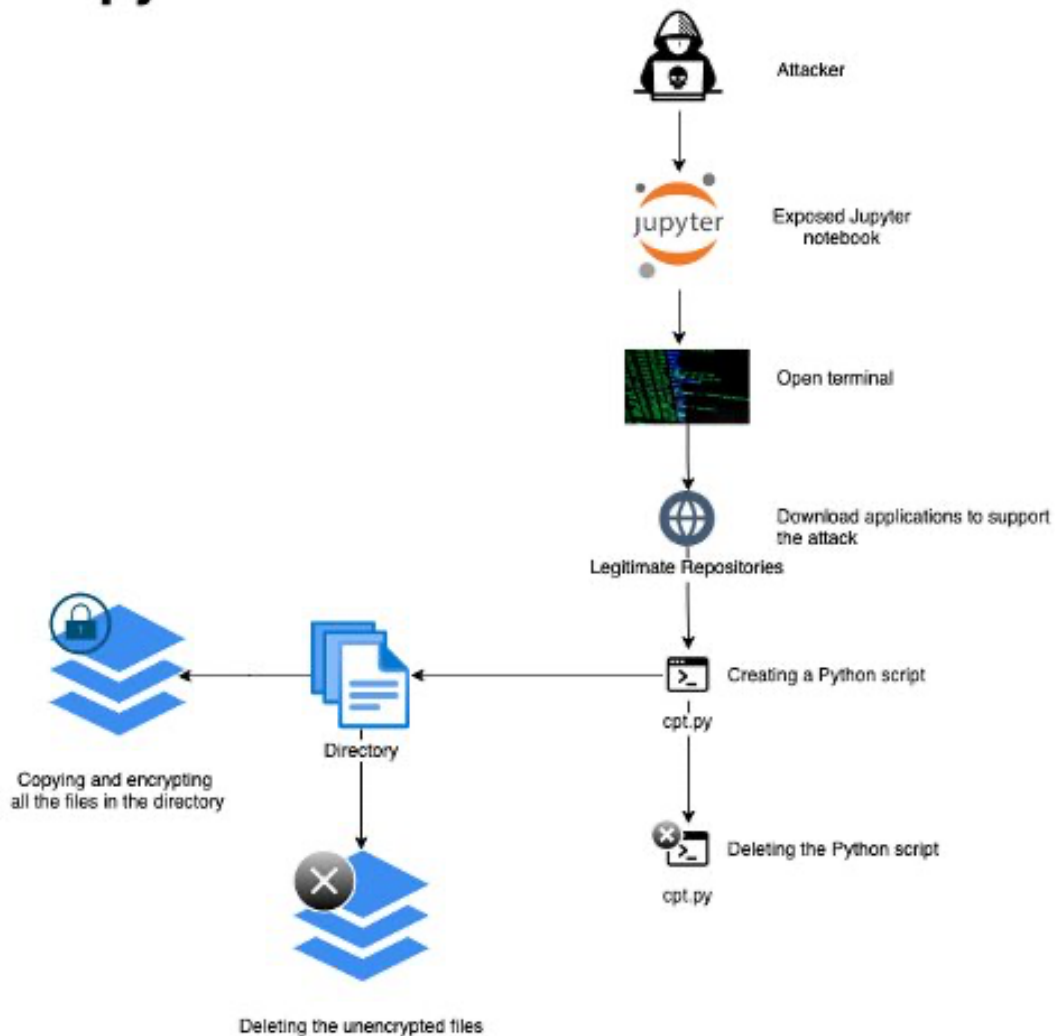 Attacker
jupyter
Exposed Jupyter
notebook
Open terminal
Download applications to support
the attack
Legitimate Repositories
Creating a Python script
cpt.py
Directory
Copying and encrypting
all the files in the directory
Deleting the Python script
cpt.py
Deleting the unencrypted files